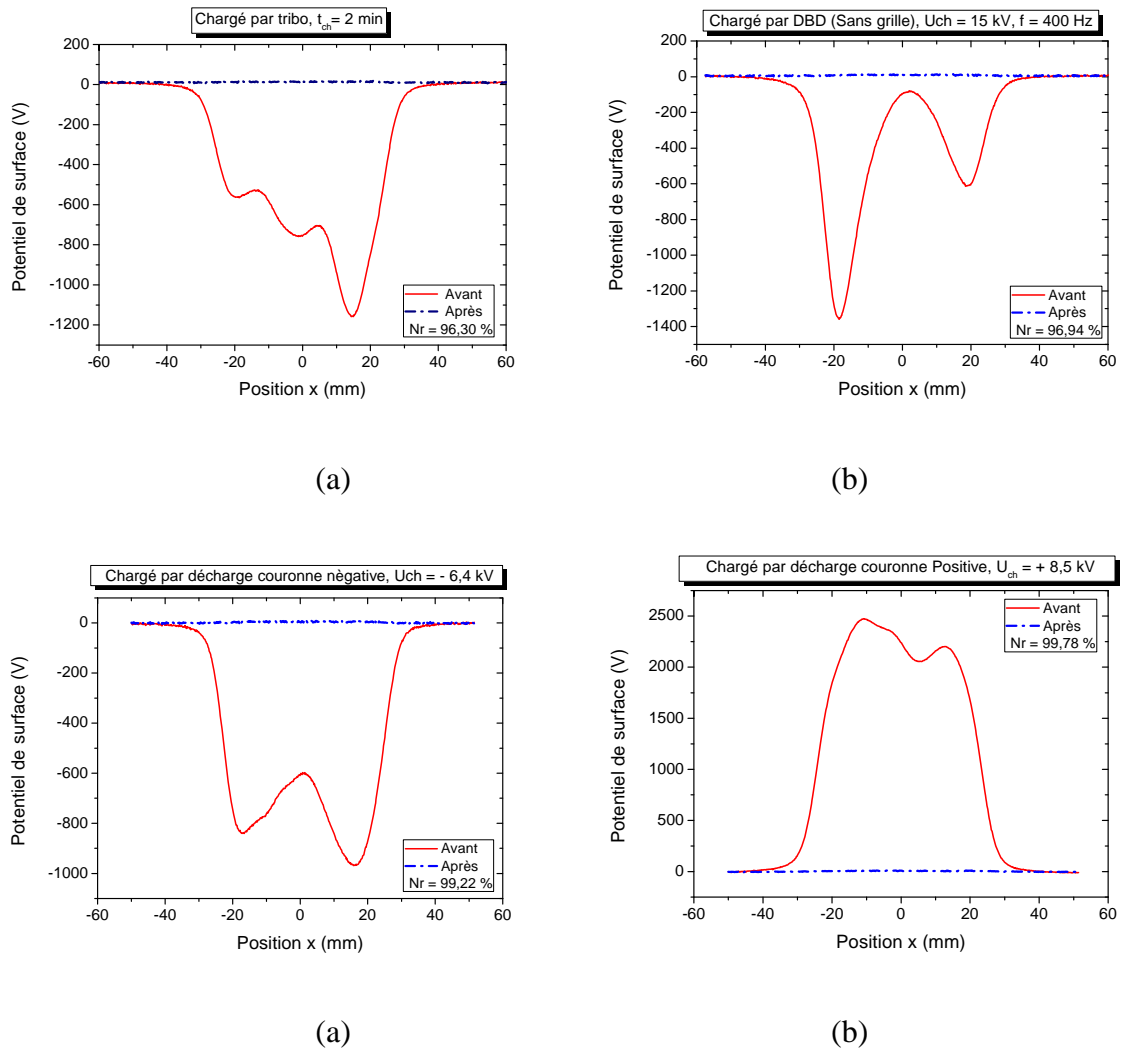 Chargé par tribo, t_ch = 2 min
200
0
-200
-400
-600
-800
-1000
-1200
Potentiel de surface (V)
Avant
Après
Nr = 96,30 %
-60 -40 -20 0 20 40 60
Position x (mm)
(a)
Chargé par DBD (Sans grille), Uch = 15 kV, f = 400 Hz
200
0
-200
-400
-600
-800
-1000
-1200
-1400
Potentiel de surface (V)
Avant
Après
Nr = 96,94 %
-60 -40 -20 0 20 40 60
Position x (mm)
(b)
Chargé par décharge couronne nègative, Uch = - 6,4 kV
0
-200
-400
-600
-800
-1000
Potentiel de surface (V)
Avant
Après
Nr = 99,22 %
-60 -40 -20 0 20 40 60
Position x (mm)
(a)
Chargé par décharge couronne Positive, U_ch = + 8,5 kV
2500
2250
2000
1500
1000
500
0
Potentiel de surface (V)
Avant
Après
Nr = 99,78 %
-60 -40 -20 0 20 40 60
Position x (mm)
(b)